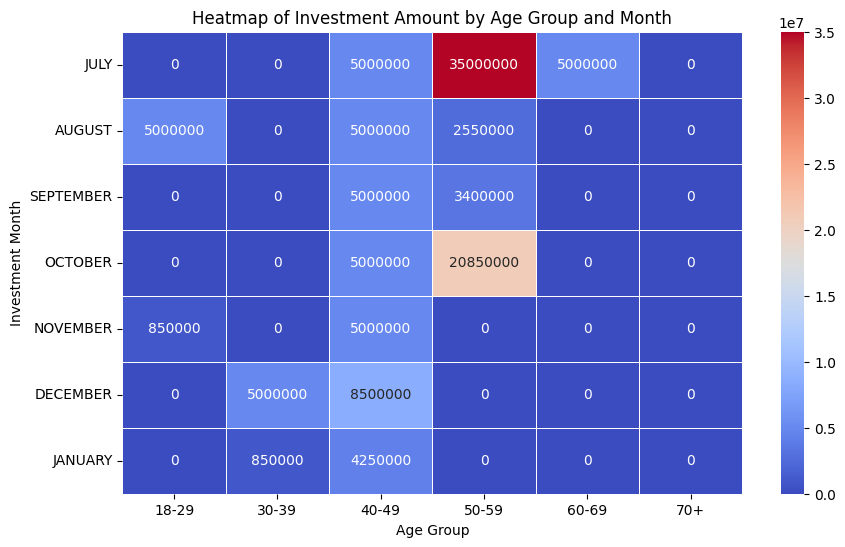 Heatmap of Investment Amount by Age Group and Month
1e7
JULY 0 0 5000000 35000000 5000000 0
AUGUST 5000000 0 5000000 2550000 0 0
SEPTEMBER 0 0 5000000 3400000 0 0
OCTOBER 0 0 5000000 20850000 0 0
NOVEMBER 850000 0 5000000 0 0 0
DECEMBER 0 5000000 8500000 0 0 0
JANUARY 0 850000 4250000 0 0 0
18-29 30-39 40-49 50-59 60-69 70+
Age Group
Investment Month
3.5
3.0
2.5
2.0
1.5
1.0
0.5
0.0